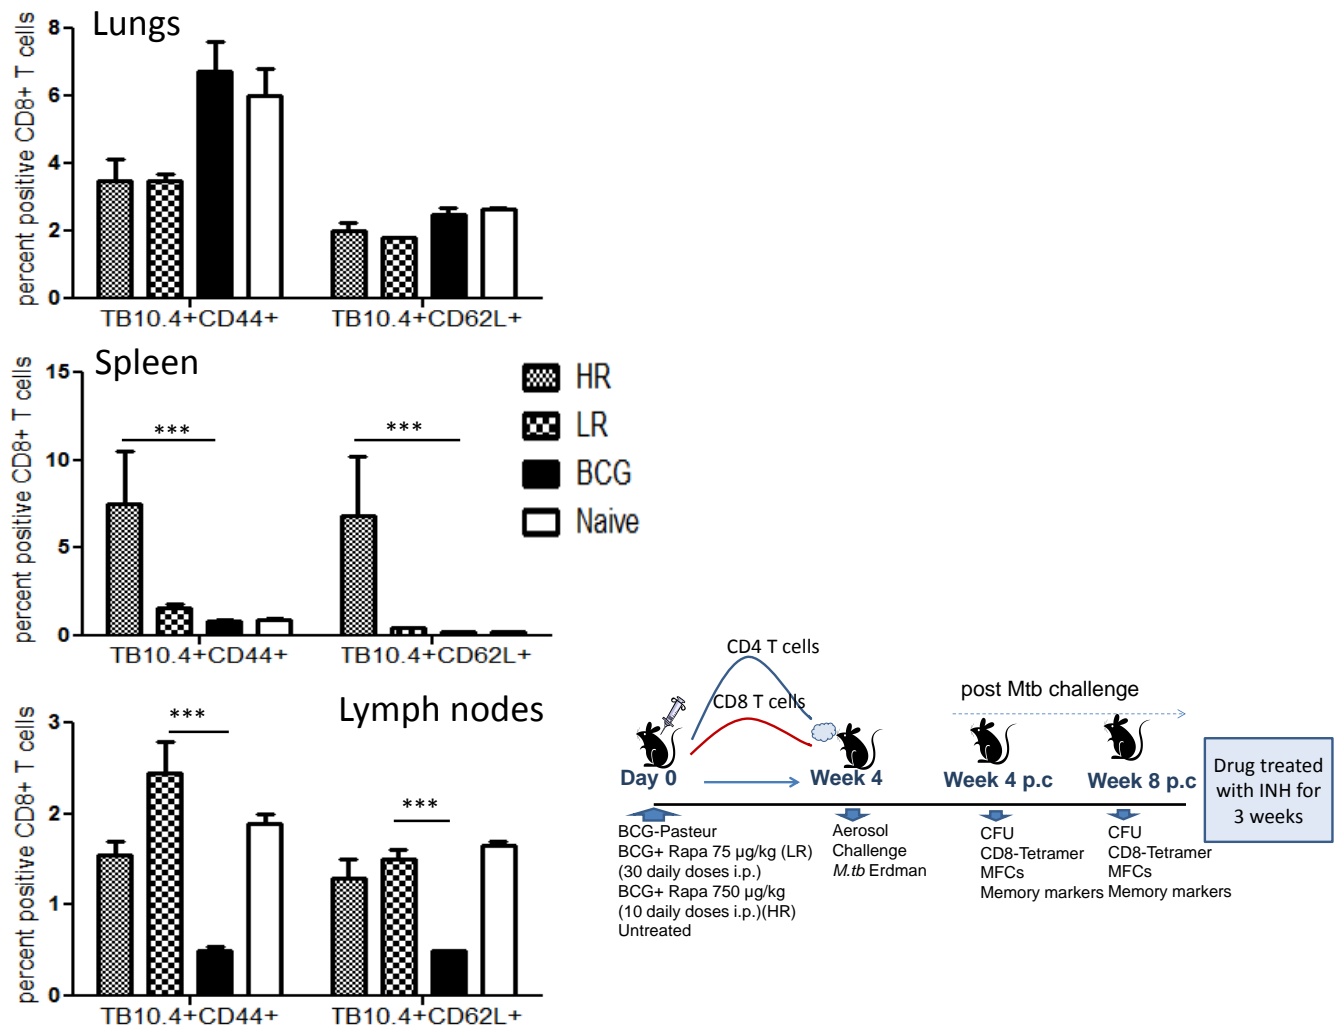 Lungs
percent positive CD8+ T cells
8
6
4
2
0
TB10.4+CD44+
TB10.4+CD62L+
Spleen
percent positive CD8+ T cells
15
10
5
0
***
***
TB10.4+CD44+
TB10.4+CD62L+
HR
LR
BCG
Naive
Lymph nodes
percent positive CD8+ T cells
3
2
1
0
***
***
TB10.4+CD44+
TB10.4+CD62L+
CD4 T cells
CD8 T cells
post Mtb challenge
Day 0
Week 4
Week 4 p.c
Week 8 p.c
BCG-Pasteur
BCG+ Rapa 75 µg/kg (LR)
(30 daily doses i.p.)
BCG+ Rapa 750 µg/kg
(10 daily doses i.p.)(HR)
Untreated
Aerosol
Challenge
M.tb Erdman
CFU
CD8-Tetramer
MFCs
Memory markers
CFU
CD8-Tetramer
MFCs
Memory markers
Drug treated
with INH for
3 weeks